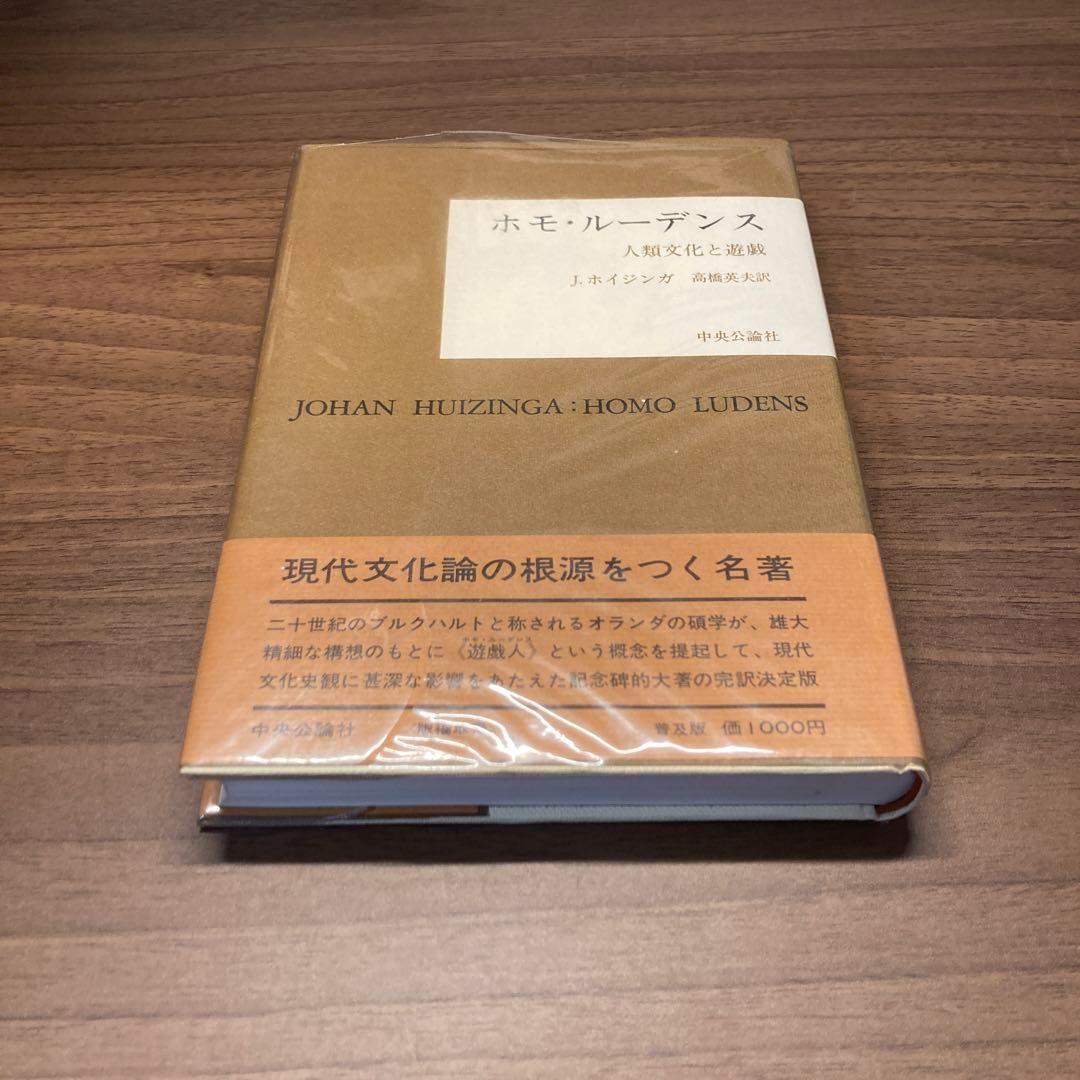 ホモ・ルーデンス
人類文化と遊戯
J.ホイジンガ 高橋英夫訳
中央公論社
JOHAN HUIZINGA:HOMO LUDENS
現代文化論の根源をつく名著
二十世紀のブルクハルトと称されるオランダの碩学が、雄大
ホモ・ルーデンス
精細な構想のもとに《遊戯人》という概念を提起して、現代
文化史観に甚深な影響をあたえた記念碑的大著の完訳決定版
中央公論社 版権取 普及版 価1000円